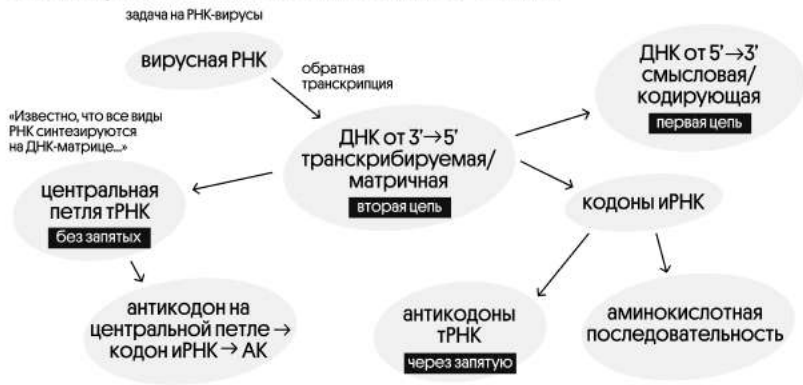 задача на РНК-вирусы
вирусная РНК
обратная
транскрипция
ДНК от 5’→3’
смысловая/
кодирующая
первая цепь
«Известно, что все виды
РНК синтезируются
на ДНК-матрице...»
ДНК от 3’→5’
транскрибируемая/
матричная
вторая цепь
центральная
петля тРНК
без запятых
кодоны иРНК
антикодон на
центральной петле →
кодон иРНК → АК
антикодоны
тРНК
через запятую
аминокислотная
последовательность